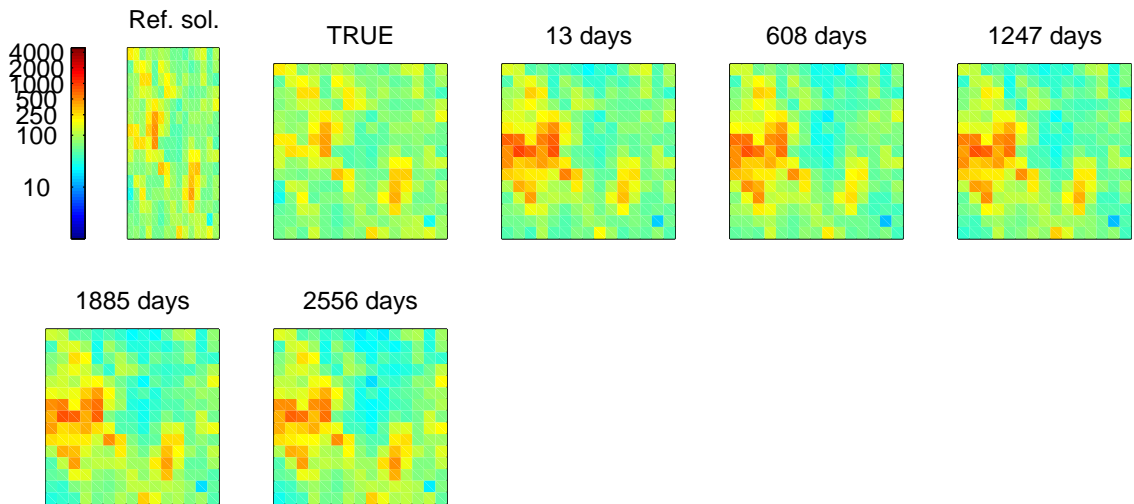 Ref. sol.
TRUE
13 days
608 days
1247 days
4000
2000
1000
500
250
100
10
1885 days
2556 days